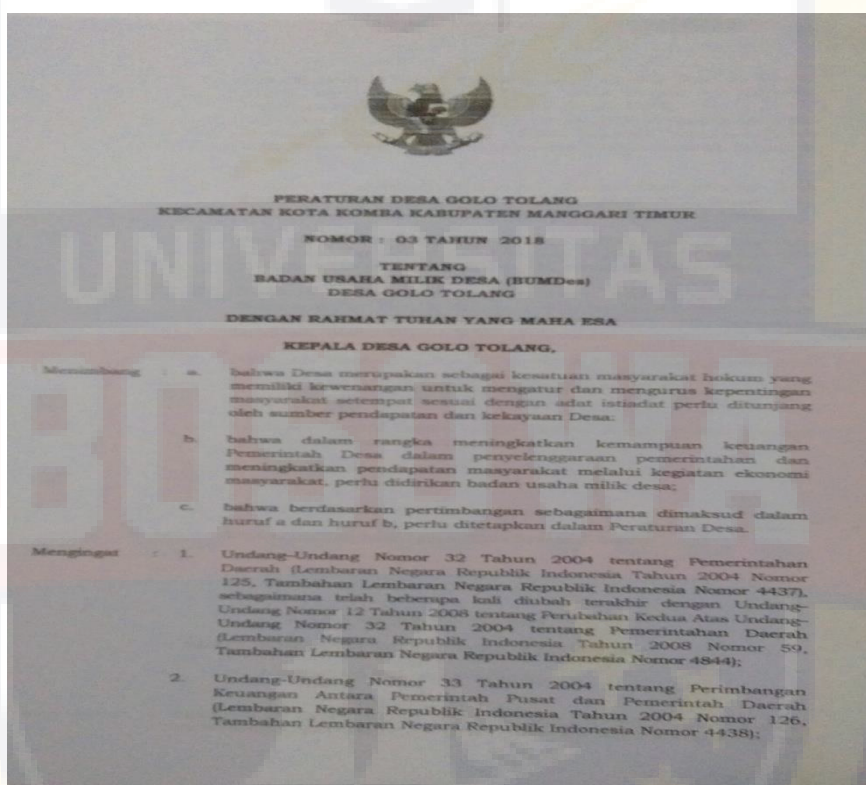 PERATURAN DESA GOLO TOLANG
KECAMATAN KOTA KOMBA KABUPATEN MANGGARI TIMUR
NOMOR : 03 TAHUN 2018
TENTANG
BADAN USAHA MILIK DESA (BUMDes)
DESA GOLO TOLANG
DENGAN RAHMAT TUHAN YANG MAHA ESA
KEPALA DESA GOLO TOLANG,
Menimbang : a. bahwa Desa merupakan sebagai kesatuan masyarakat hokum yang
memiliki kewenangan untuk mengatur dan mengurus kepentingan
masyarakat setempat sesuai dengan adat istiadat perlu ditunjang
oleh sumber pendapatan dan kekayaan Desa:
b. bahwa dalam rangka meningkatkan kemampuan keuangan
Pemerintah Desa dalam penyelenggaraan pemerintahan dan
meningkatkan pendapatan masyarakat melalui kegiatan ekonomi
masyarakat, perlu didirikan badan usaha milik desa;
c. bahwa berdasarkan pertimbangan sebagaimana dimaksud dalam
huruf a dan huruf b, perlu ditetapkan dalam Peraturan Desa.
Mengingat : 1. Undang-Undang Nomor 32 Tahun 2004 tentang Pemerintahan
Daerah (Lembaran Negara Republik Indonesia Tahun 2004 Nomor
125, Tambahan Lembaran Negara Republik Indonesia Nomor 4437),
sebagaimana telah beberapa kali diubah terakhir dengan Undang-
Undang Nomor 12 Tahun 2008 tentang Perubahan Kedua Atas Undang-
Undang Nomor 32 Tahun 2004 tentang Pemerintahan Daerah
(Lembaran Negara Republik Indonesia Tahun 2008 Nomor 59,
Tambahan Lembaran Negara Republik Indonesia Nomor 4844);
2. Undang-Undang Nomor 33 Tahun 2004 tentang Perimbangan
Keuangan Antara Pemerintah Pusat dan Pemerintah Daerah
(Lembaran Negara Republik Indonesia Tahun 2004 Nomor 126,
Tambahan Lembaran Negara Republik Indonesia Nomor 4438);
UNIVERSITAS
BOSOWA